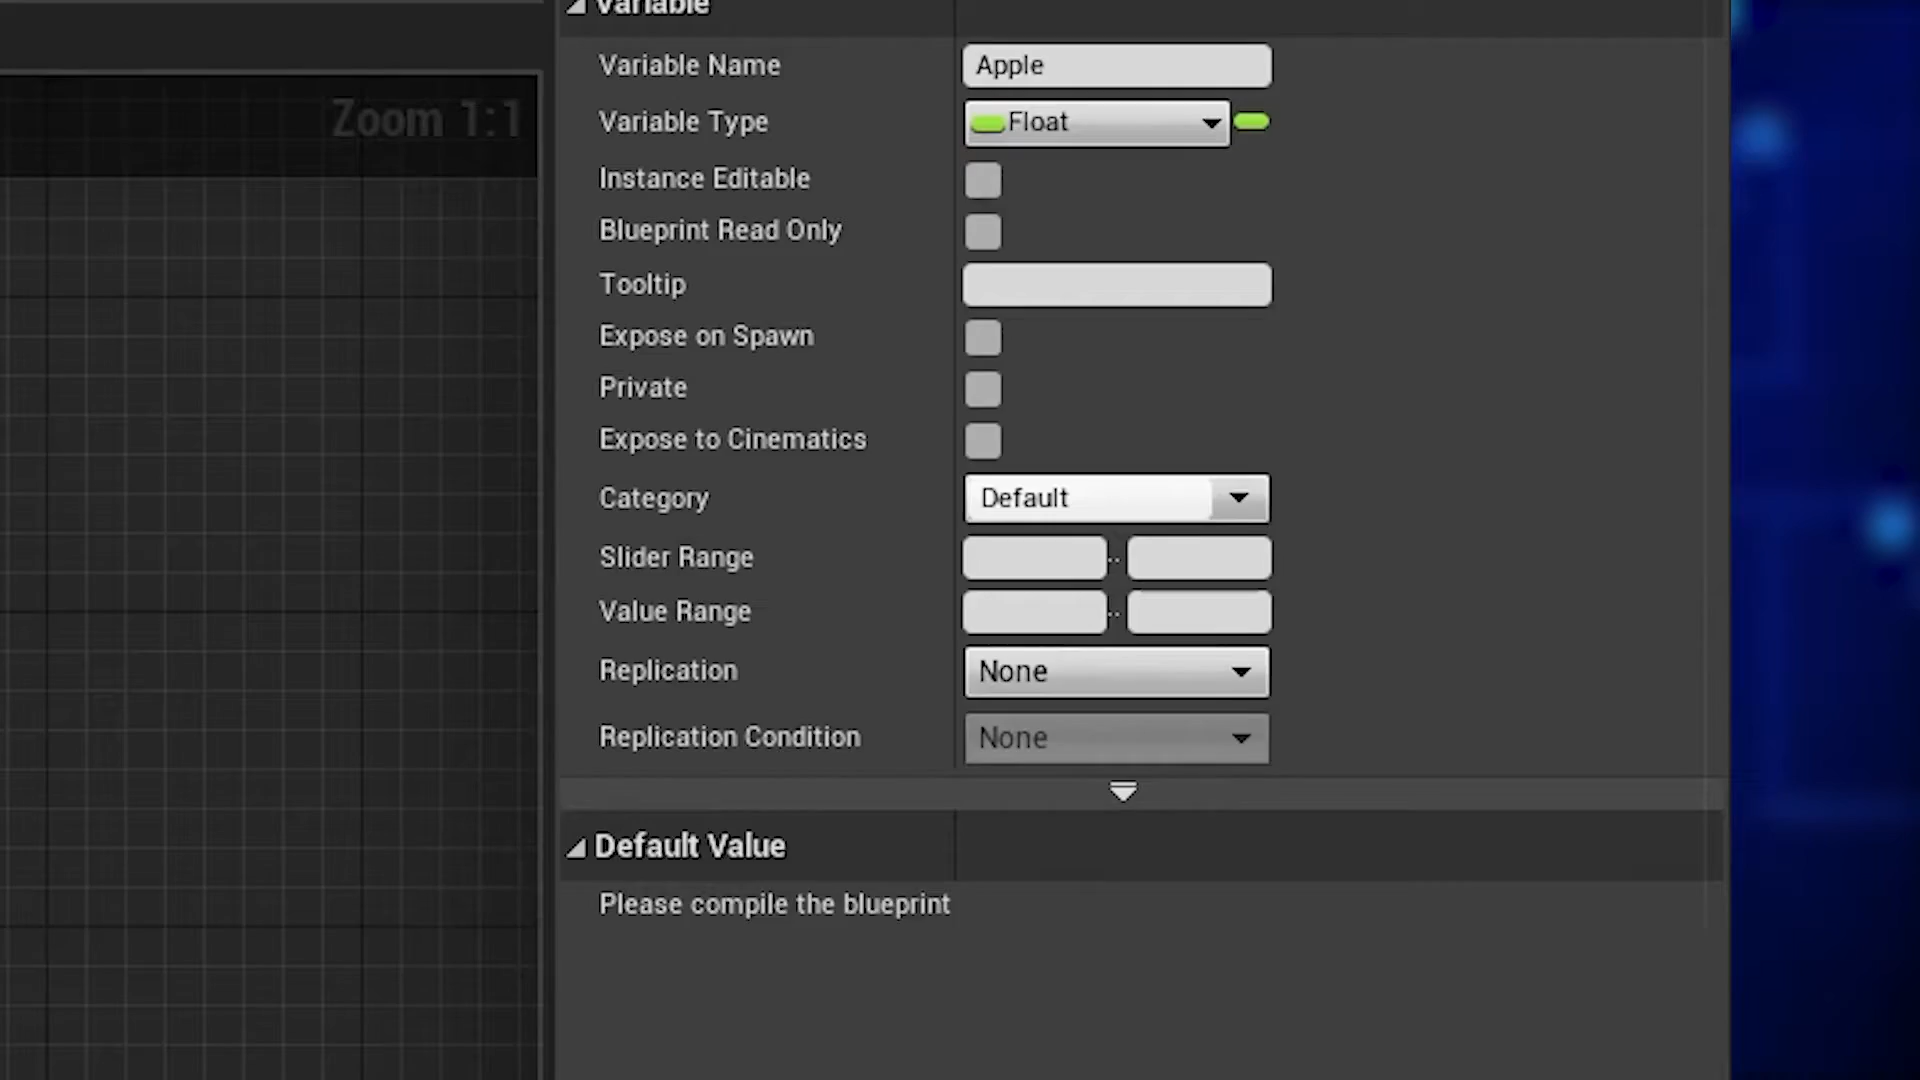 Variable
Zoom 1:1
Variable Name Apple
Variable Type Float
Instance Editable
Blueprint Read Only
Tooltip
Expose on Spawn
Private
Expose to Cinematics
Category Default
Slider Range ..
Value Range ..
Replication None
Replication Condition None
Default Value
Please compile the blueprint